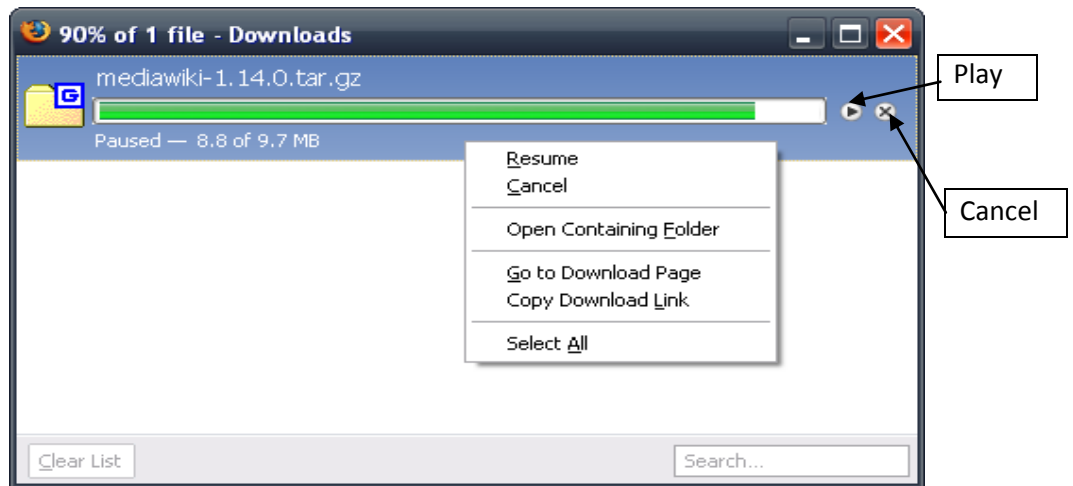 90% of 1 file - Downloads
mediawiki-1.14.0.tar.gz
G
Paused — 8.8 of 9.7 MB
Play
Cancel
Resume
Cancel
Open Containing Folder
Go to Download Page
Copy Download Link
Select All
Clear List
Search...